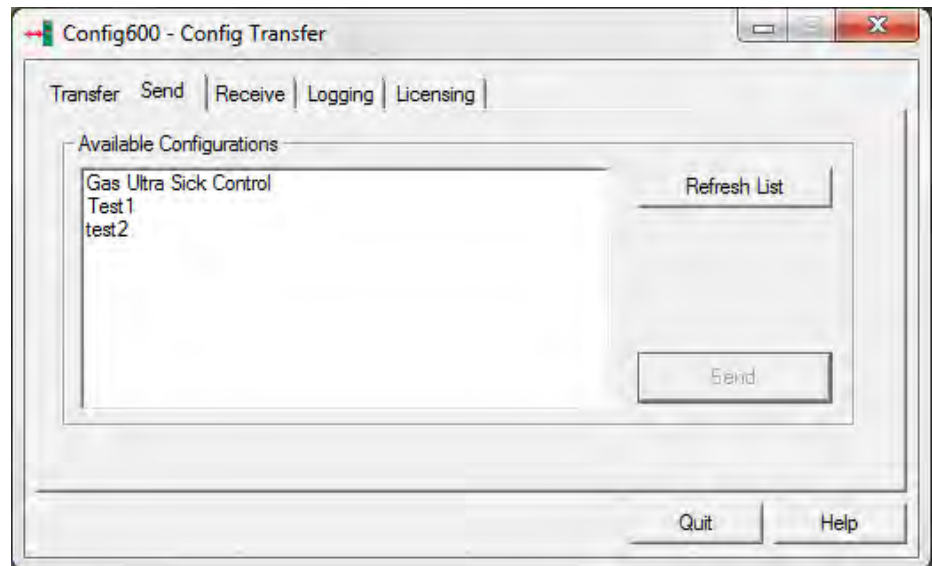 Config600 - Config Transfer
Transfer Send Receive Logging Licensing
Available Configurations
Gas Ultra Sick Control
Test1
test2
Refresh List
Send
Quit Help